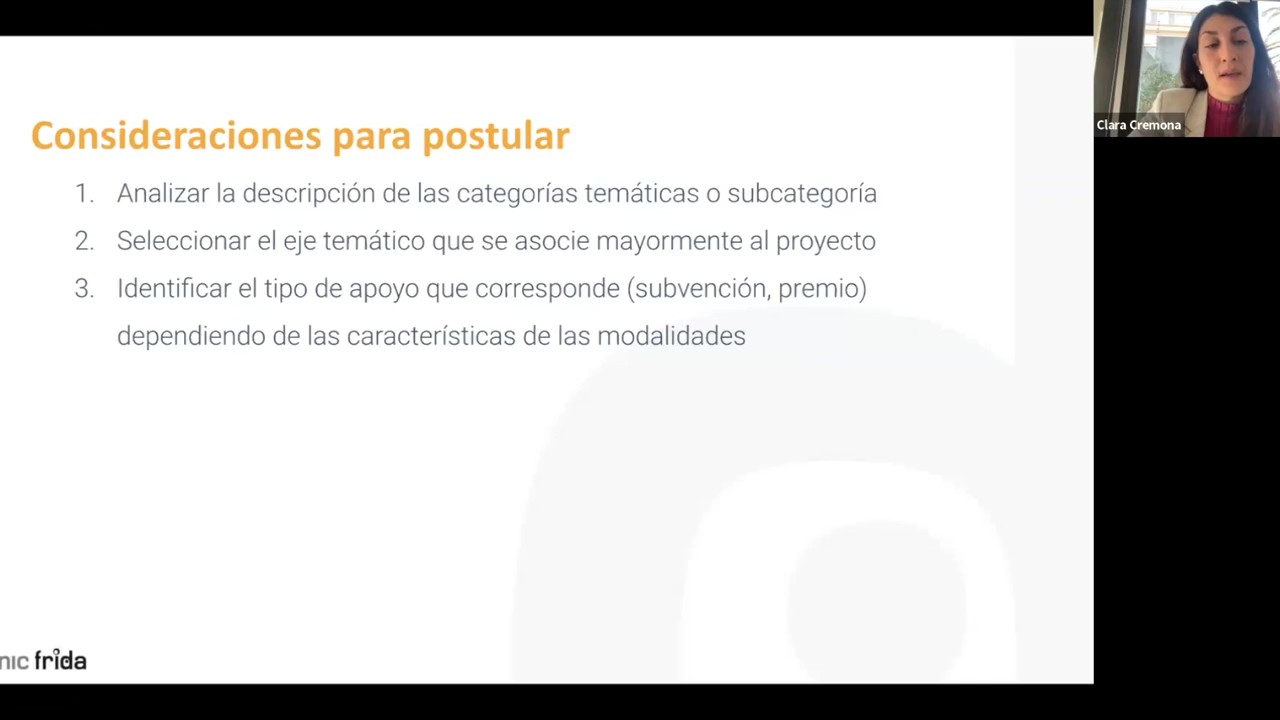 Consideraciones para postular
1. Analizar la descripción de las categorías temáticas o subcategoría
2. Seleccionar el eje temático que se asocie mayormente al proyecto
3. Identificar el tipo de apoyo que corresponde (subvención, premio)
dependiendo de las características de las modalidades
nic frida
Clara Cremona